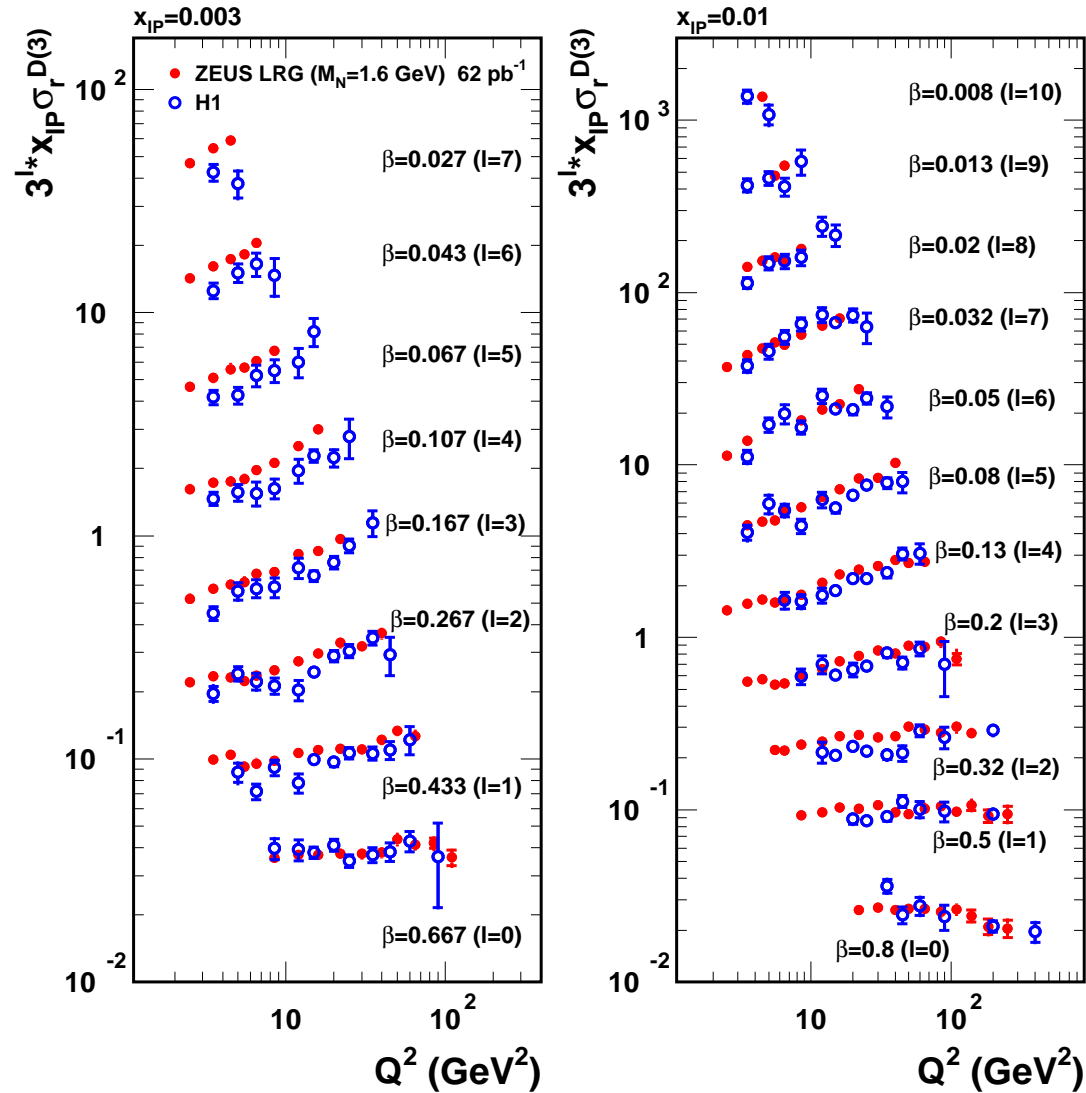 x_IP=0.003
3^l* x_IP σ_r^D(3)
10^2
10
1
10^-1
10^-2
ZEUS LRG (M_N=1.6 GeV) 62 pb^-1
H1
β=0.027 (l=7)
β=0.043 (l=6)
β=0.067 (l=5)
β=0.107 (l=4)
β=0.167 (l=3)
β=0.267 (l=2)
β=0.433 (l=1)
β=0.667 (l=0)
10
10^2
Q^2 (GeV^2)
x_IP=0.01
3^l* x_IP σ_r^D(3)
10^3
10^2
10
1
10^-1
10^-2
β=0.008 (l=10)
β=0.013 (l=9)
β=0.02 (l=8)
β=0.032 (l=7)
β=0.05 (l=6)
β=0.08 (l=5)
β=0.13 (l=4)
β=0.2 (l=3)
β=0.32 (l=2)
β=0.5 (l=1)
β=0.8 (l=0)
10
10^2
Q^2 (GeV^2)